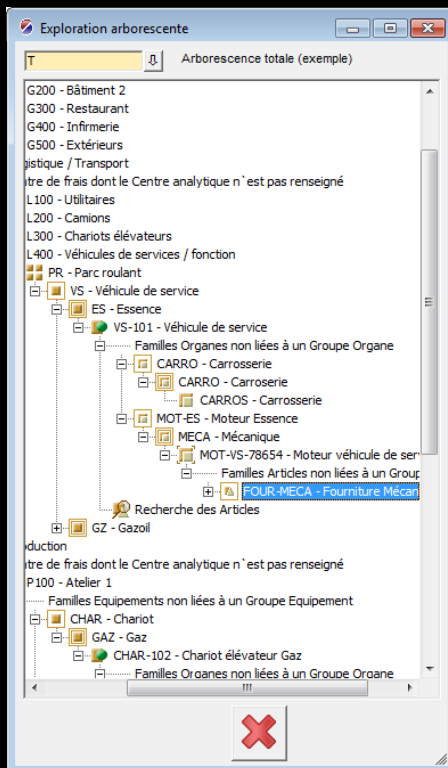 Exploration arborescente
T
Arborescence totale (exemple)
G200 - Bâtiment 2
G300 - Restaurant
G400 - Infirmerie
G500 - Extérieurs
gistique / Transport
tre de frais dont le Centre analytique n`est pas renseigné
L100 - Utilitaires
L200 - Camions
L300 - Chariots élévateurs
L400 - Véhicules de services / fonction
PR - Parc roulant
VS - Véhicule de service
ES - Essence
VS-101 - Véhicule de service
Familles Organes non liées à un Groupe Organe
CARRO - Carrosserie
CARRO - Carroserie
CARROS - Carrosserie
MOT-ES - Moteur Essence
MECA - Mécanique
MOT-VS-78654 - Moteur véhicule de ser
Familles Articles non liées à un Group
FOUR-MECA - Fourniture Mécan
Recherche des Articles
GZ - Gazoil
duction
tre de frais dont le Centre analytique n`est pas renseigné
P100 - Atelier 1
Familles Equipements non liées à un Groupe Equipement
CHAR - Chariot
GAZ - Gaz
CHAR-102 - Chariot élévateur Gaz
Familles Organes non liées à un Groupe Organe